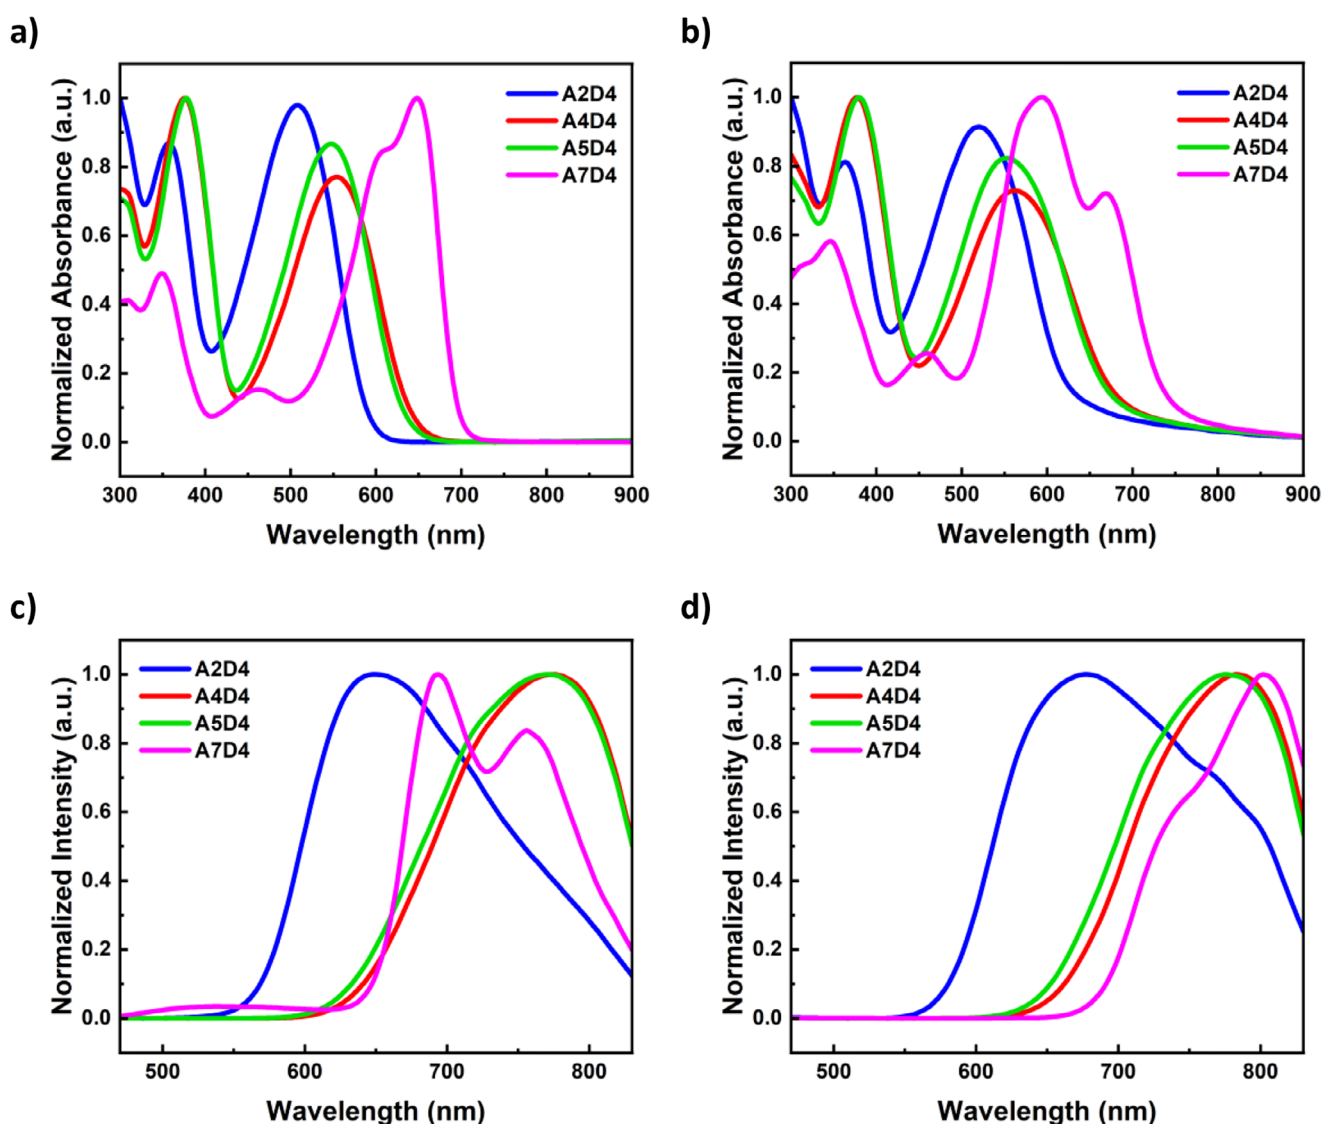 a)
Normalized Absorbance (a.u.)
1.0
0.8
0.6
0.4
0.2
0.0
A2D4
A4D4
A5D4
A7D4
300 400 500 600 700 800 900
Wavelength (nm)
b)
Normalized Absorbance (a.u.)
1.0
0.8
0.6
0.4
0.2
0.0
A2D4
A4D4
A5D4
A7D4
300 400 500 600 700 800 900
Wavelength (nm)
c)
Normalized Intensity (a.u.)
1.0
0.8
0.6
0.4
0.2
0.0
A2D4
A4D4
A5D4
A7D4
500 600 700 800
Wavelength (nm)
d)
Normalized Intensity (a.u.)
1.0
0.8
0.6
0.4
0.2
0.0
A2D4
A4D4
A5D4
A7D4
500 600 700 800
Wavelength (nm)